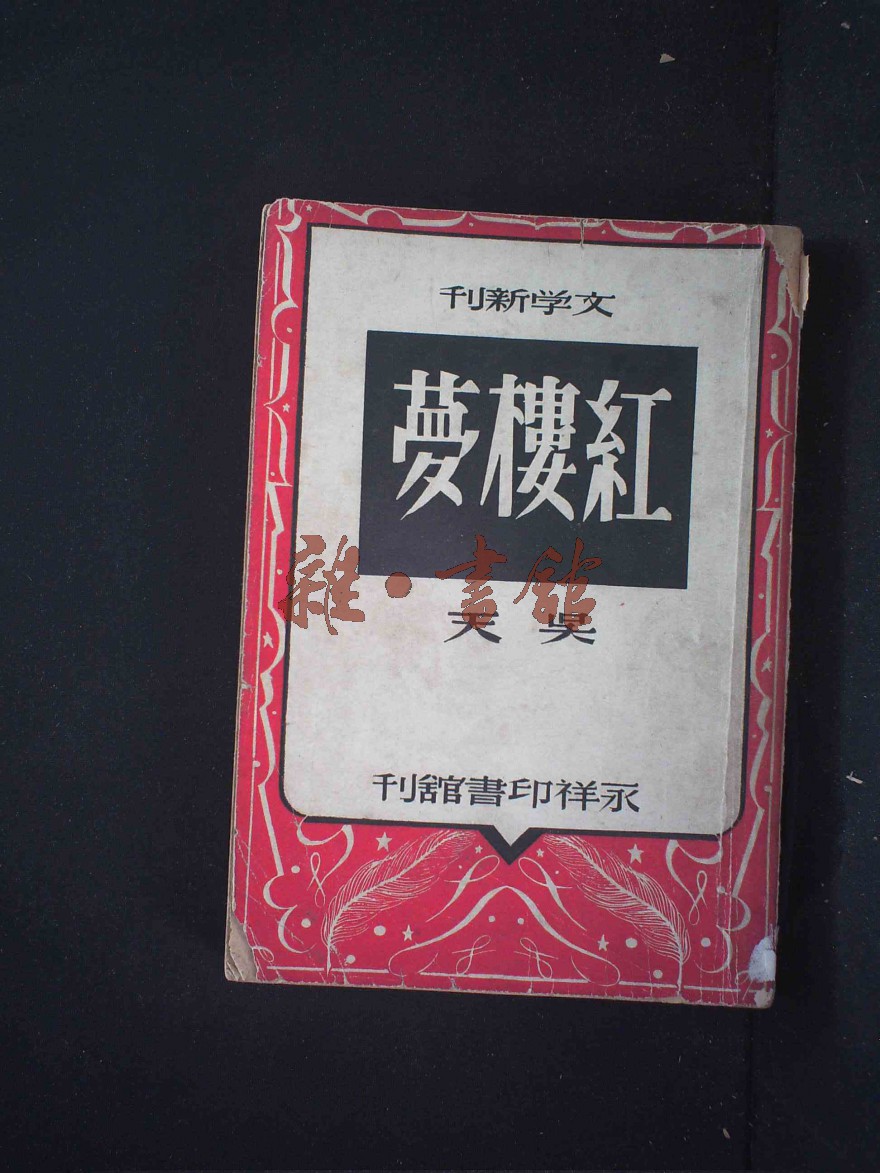 文学新刊
紅樓夢
雜·書館
吳天
永祥印書館刊